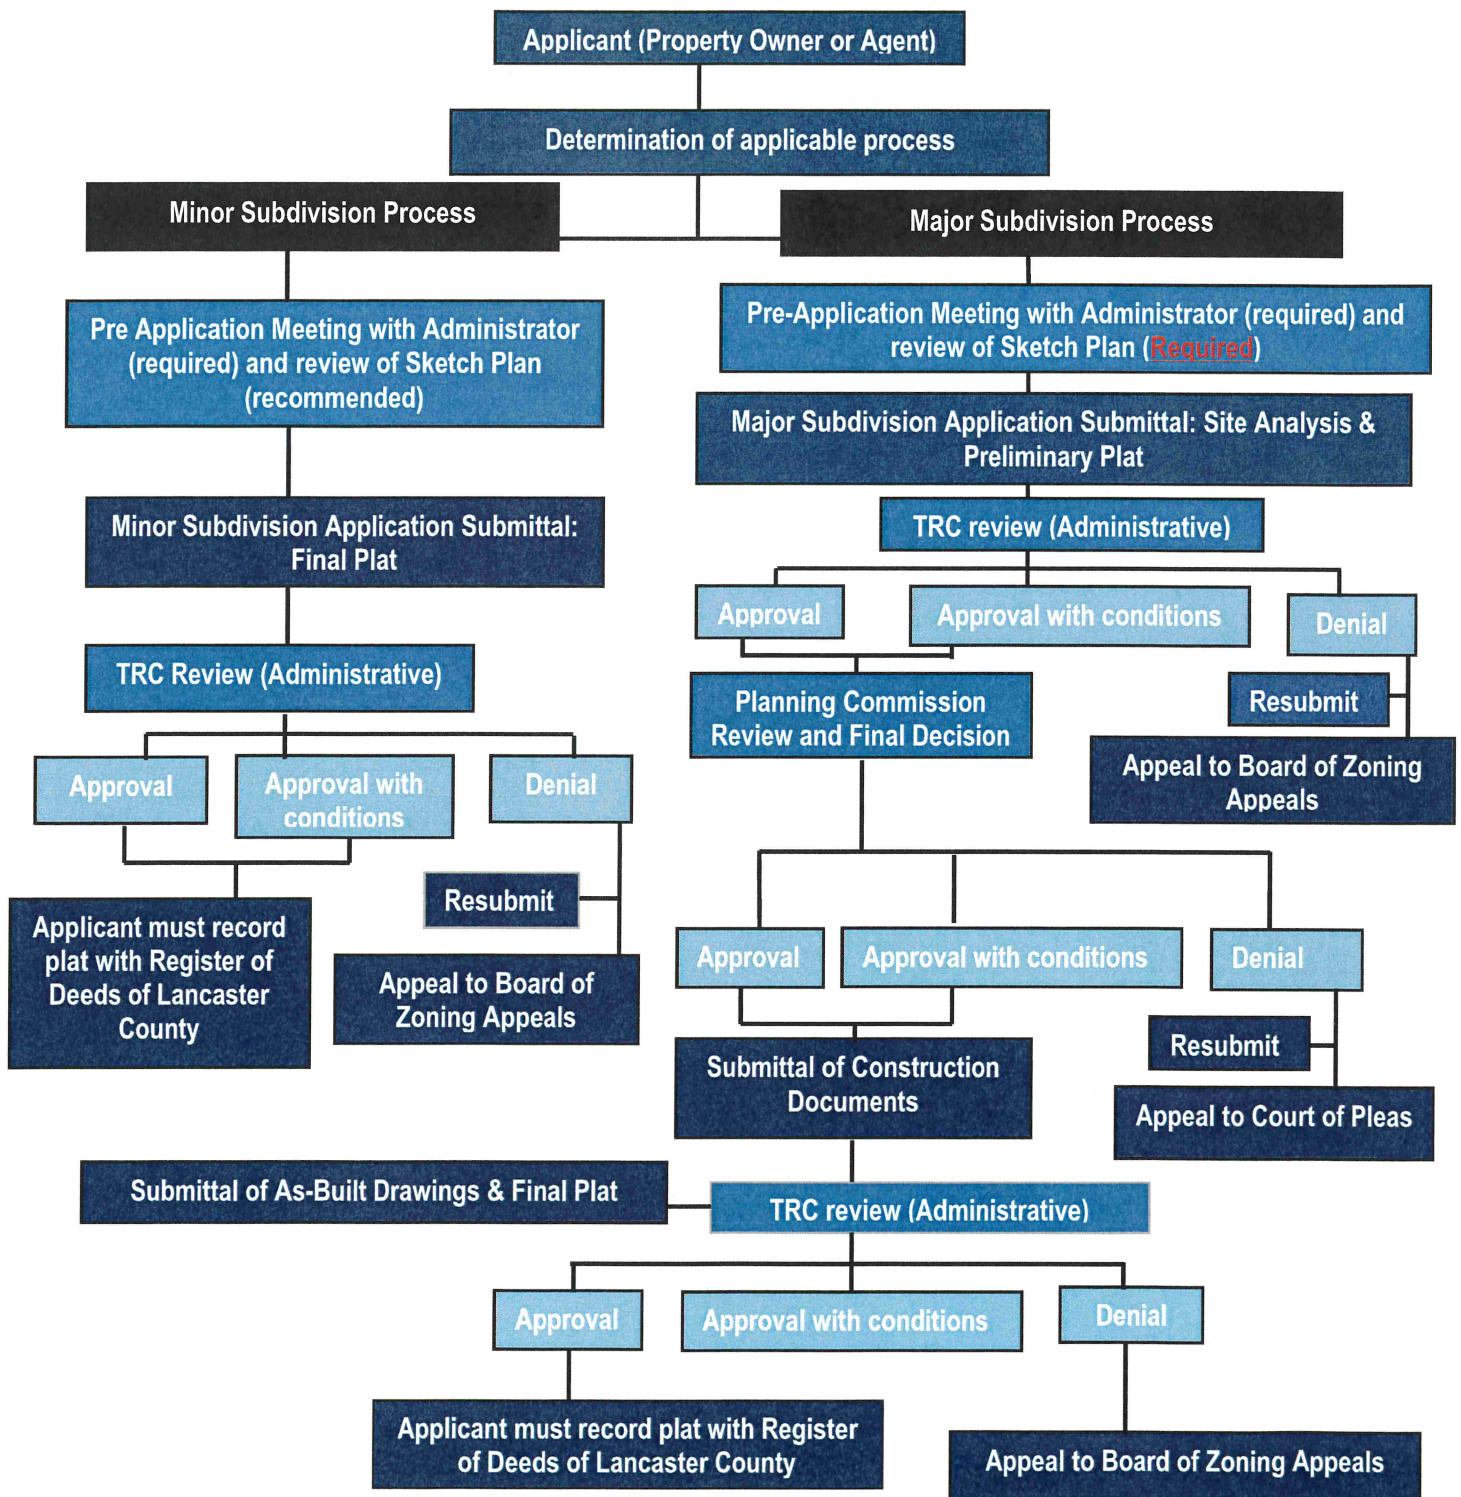 Applicant (Property Owner or Agent)
Determination of applicable process
Minor Subdivision Process
Major Subdivision Process
Pre Application Meeting with Administrator
(required) and review of Sketch Plan
(recommended)
Pre-Application Meeting with Administrator (required) and
review of Sketch Plan (Required)
Major Subdivision Application Submittal: Site Analysis &
Preliminary Plat
Minor Subdivision Application Submittal:
Final Plat
TRC review (Administrative)
Approval
Approval with conditions
Denial
TRC Review (Administrative)
Resubmit
Planning Commission
Review and Final Decision
Appeal to Board of Zoning
Appeals
Approval
Approval with
conditions
Denial
Resubmit
Applicant must record
plat with Register of
Deeds of Lancaster
County
Appeal to Board of
Zoning Appeals
Approval
Approval with conditions
Denial
Resubmit
Submittal of Construction
Documents
Appeal to Court of Pleas
Submittal of As-Built Drawings & Final Plat
TRC review (Administrative)
Approval
Approval with conditions
Denial
Applicant must record plat with Register
of Deeds of Lancaster County
Appeal to Board of Zoning Appeals